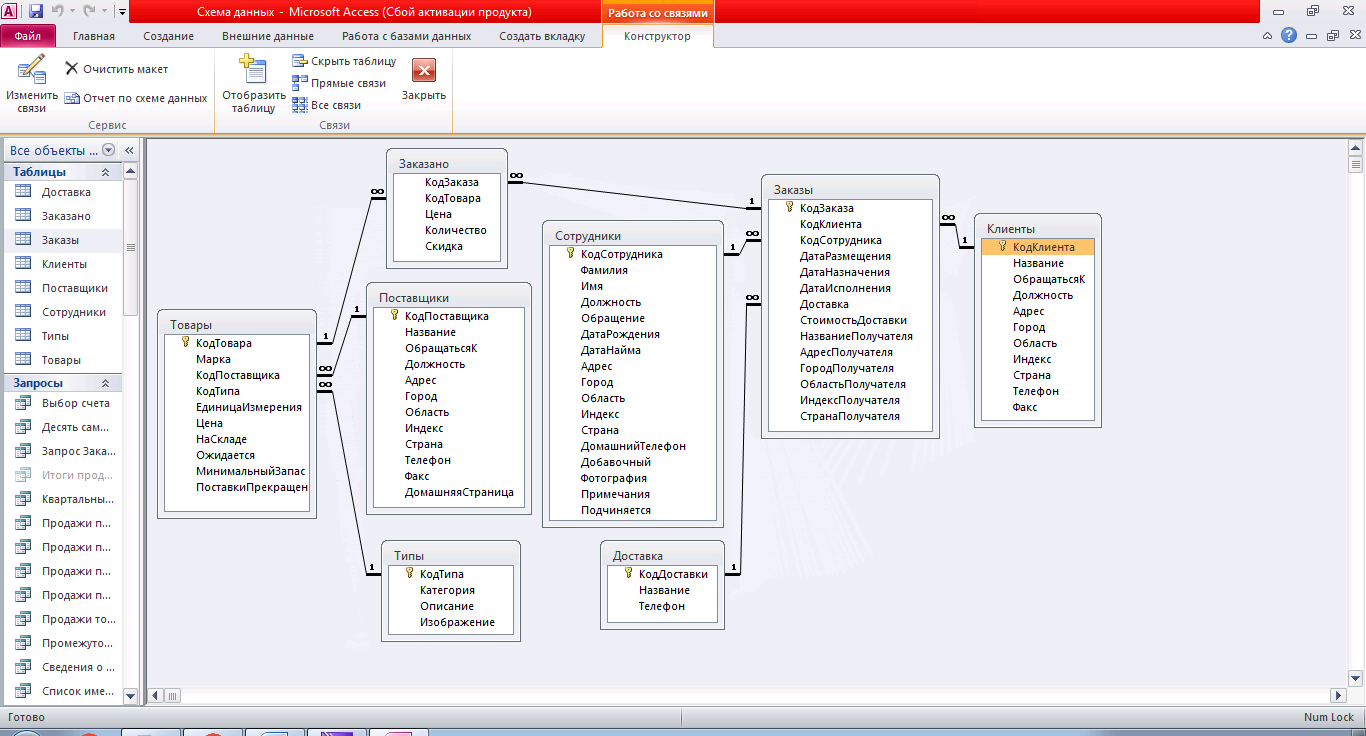 Схема данных - Microsoft Access (Сбой активации продукта)
Работа со связями
Файл
Главная
Создание
Внешние данные
Работа с базами данных
Создать вкладку
Конструктор
Изменить связи
Очистить макет
Отчет по схеме данных
Сервис
Отобразить таблицу
Скрыть таблицу
Прямые связи
Все связи
Связи
Закрыть
Все объекты ...
Таблицы
Доставка
Заказано
Заказы
Клиенты
Поставщики
Сотрудники
Типы
Товары
Запросы
Выбор счета
Десять сам...
Запрос Зака...
Итоги прод...
Квартальны...
Продажи п...
Продажи п...
Продажи п...
Продажи п...
Продажи то...
Промежуто...
Сведения о ...
Список име...
Товары
КодТовара
Марка
КодПоставщика
КодТипа
ЕдиницаИзмерения
Цена
НаСкладе
Ожидается
МинимальныйЗапас
ПоставкиПрекращен
1
∞
∞
Заказано
КодЗаказа
КодТовара
Цена
Количество
Скидка
∞
∞
Поставщики
КодПоставщика
Название
ОбращатьсяК
Должность
Адрес
Город
Область
Индекс
Страна
Телефон
Факс
ДомашняяСтраница
1
Типы
КодТипа
Категория
Описание
Изображение
1
Сотрудники
КодСотрудника
Фамилия
Имя
Должность
Обращение
ДатаРождения
ДатаНайма
Адрес
Город
Область
Индекс
Страна
ДомашнийТелефон
Добавочный
Фотография
Примечания
Подчиняется
1
Доставка
КодДоставки
Название
Телефон
1
Заказы
КодЗаказа
КодКлиента
КодСотрудника
ДатаРазмещения
ДатаНазначения
ДатаИсполнения
Доставка
СтоимостьДоставки
НазваниеПолучателя
АдресПолучателя
ГородПолучателя
ОбластьПолучателя
ИндексПолучателя
СтранаПолучателя
1
∞
∞
∞
Клиенты
КодКлиента
Название
ОбращатьсяК
Должность
Адрес
Город
Область
Индекс
Страна
Телефон
Факс
1
Готово
Num Lock